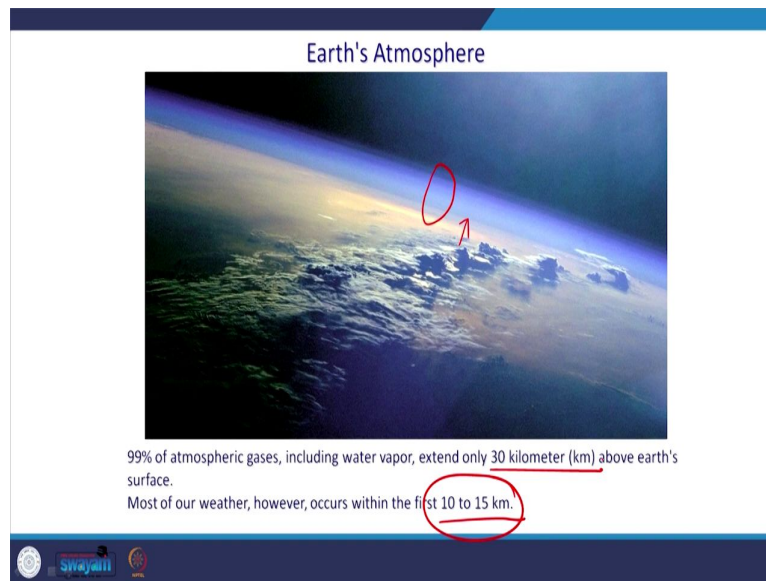 Earth's Atmosphere
99% of atmospheric gases, including water vapor, extend only 30 kilometer (km) above earth's
surface.
Most of our weather, however, occurs within the first 10 to 15 km.
swayam